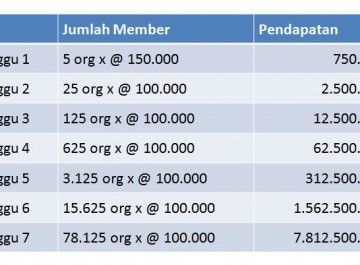 Jumlah Member Pendapatan
ggu 1 5 org x @ 150.000 750.
ggu 2 25 org x @ 100.000 2.500.
ggu 3 125 org x @ 100.000 12.500.
ggu 4 625 org x @ 100.000 62.500.
ggu 5 3.125 org x @ 100.000 312.500.
ggu 6 15.625 org x @ 100.000 1.562.500.
ggu 7 78.125 org x @ 100.000 7.812.500.